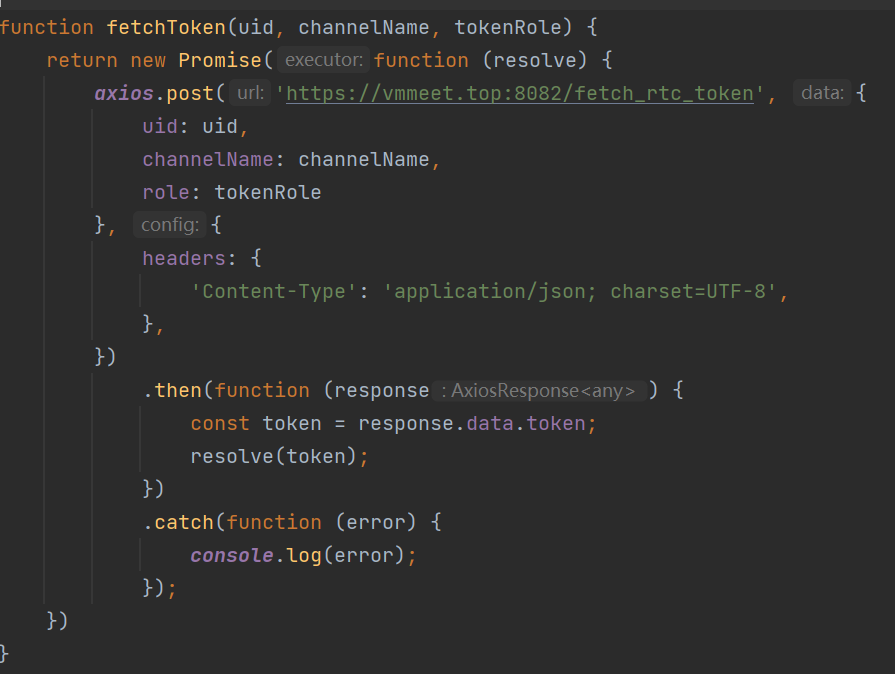 function fetchToken(uid, channelName, tokenRole) {
    return new Promise( executor: function (resolve) {
        axios.post( url: 'https://vmmeet.top:8082/fetch_rtc_token', data: {
            uid: uid,
            channelName: channelName,
            role: tokenRole
        }, config: {
            headers: {
                'Content-Type': 'application/json; charset=UTF-8',
            },
        })
            .then(function (response : AxiosResponse<any> ) {
                const token = response.data.token;
                resolve(token);
            })
            .catch(function (error) {
                console.log(error);
            });
    })
}